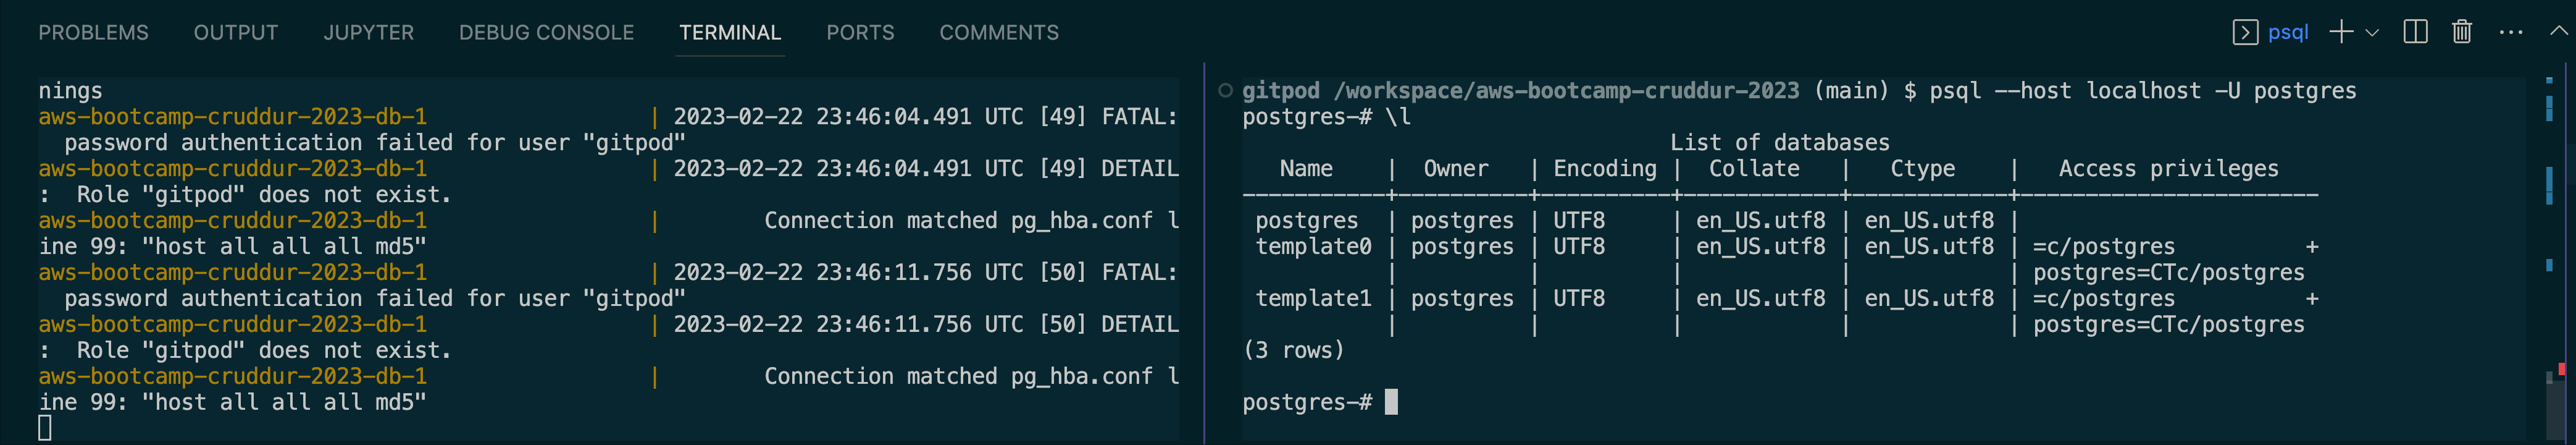 PROBLEMS OUTPUT JUPYTER DEBUG CONSOLE TERMINAL PORTS COMMENTS psql
nings
aws-bootcamp-cruddur-2023-db-1 | 2023-02-22 23:46:04.491 UTC [49] FATAL:
password authentication failed for user "gitpod"
aws-bootcamp-cruddur-2023-db-1 | 2023-02-22 23:46:04.491 UTC [49] DETAIL
: Role "gitpod" does not exist.
aws-bootcamp-cruddur-2023-db-1 | Connection matched pg_hba.conf l
ine 99: "host all all all md5"
aws-bootcamp-cruddur-2023-db-1 | 2023-02-22 23:46:11.756 UTC [50] FATAL:
password authentication failed for user "gitpod"
aws-bootcamp-cruddur-2023-db-1 | 2023-02-22 23:46:11.756 UTC [50] DETAIL
: Role "gitpod" does not exist.
aws-bootcamp-cruddur-2023-db-1 | Connection matched pg_hba.conf l
ine 99: "host all all all md5"
gitpod /workspace/aws-bootcamp-cruddur-2023 (main) $ psql --host localhost -U postgres
postgres-# \l
List of databases
Name | Owner | Encoding | Collate | Ctype | Access privileges
-----------+----------+----------+------------+------------+-----------------------
postgres | postgres | UTF8 | en_US.utf8 | en_US.utf8 |
template0 | postgres | UTF8 | en_US.utf8 | en_US.utf8 | =c/postgres +
| | | | | postgres=CTc/postgres
template1 | postgres | UTF8 | en_US.utf8 | en_US.utf8 | =c/postgres +
| | | | | postgres=CTc/postgres
(3 rows)
postgres-#